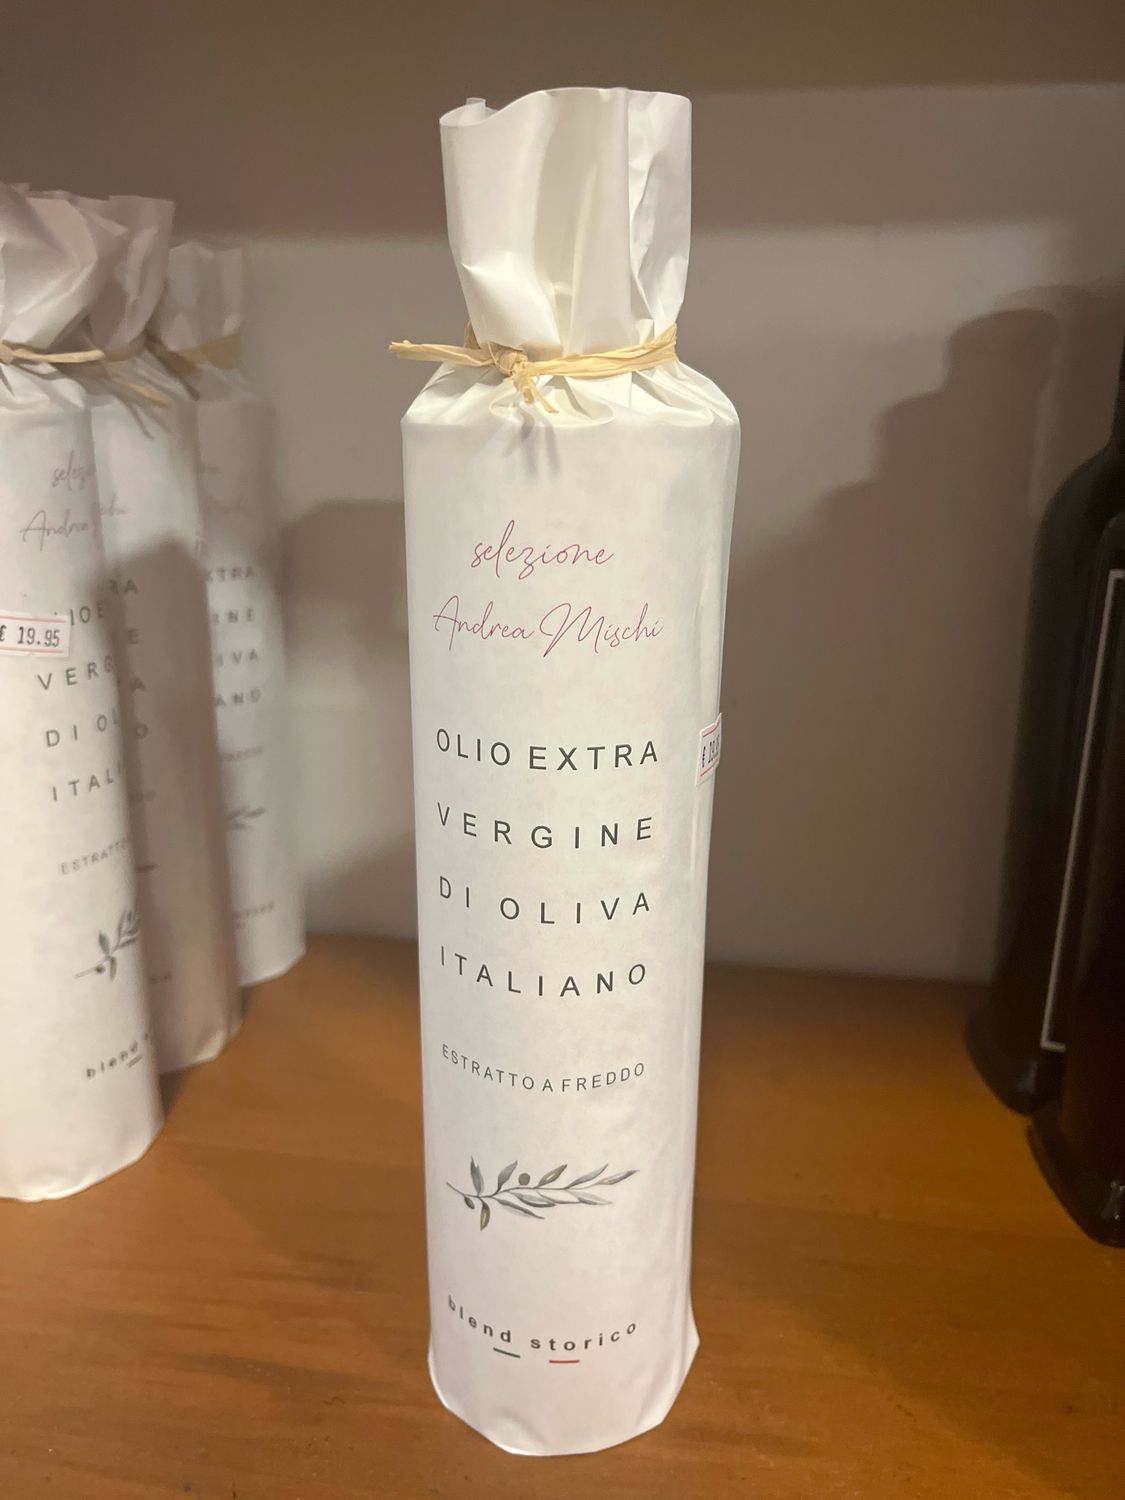 selezione
Andrea Mischi
OLIO EXTRA
VERGINE
DI OLIVA
ITALIANO
ESTRATTO A FREDDO
blend storico
€ 19.95